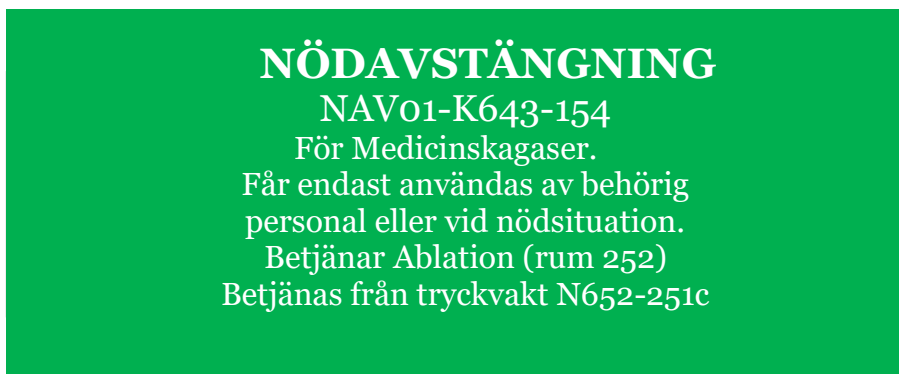 NÖDAVSTÄNGNING
NAV01-K643-154
För Medicinskagaser.
Får endast användas av behörig
personal eller vid nödsituation.
Betjänar Ablation (rum 252)
Betjänas från tryckvakt N652-251c